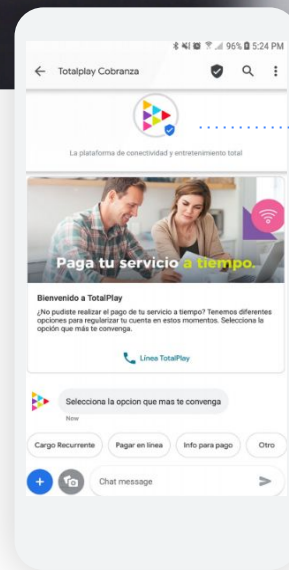 96% 5:24 PM
Totalplay Cobranza
La plataforma de conectividad y entretenimiento total
Paga tu servicio a tiempo.
Bienvenido a TotalPlay
¿No pudiste realizar el pago de tu servicio a tiempo? Tenemos diferentes
opciones para regularizar tu cuenta en estos momentos. Selecciona la
opción que más te convenga.
Linea TotalPlay
Selecciona la opcion que mas te convenga
Now
Cargo Recurrente
Pagar en línea
Info para pago
Otro
Chat message